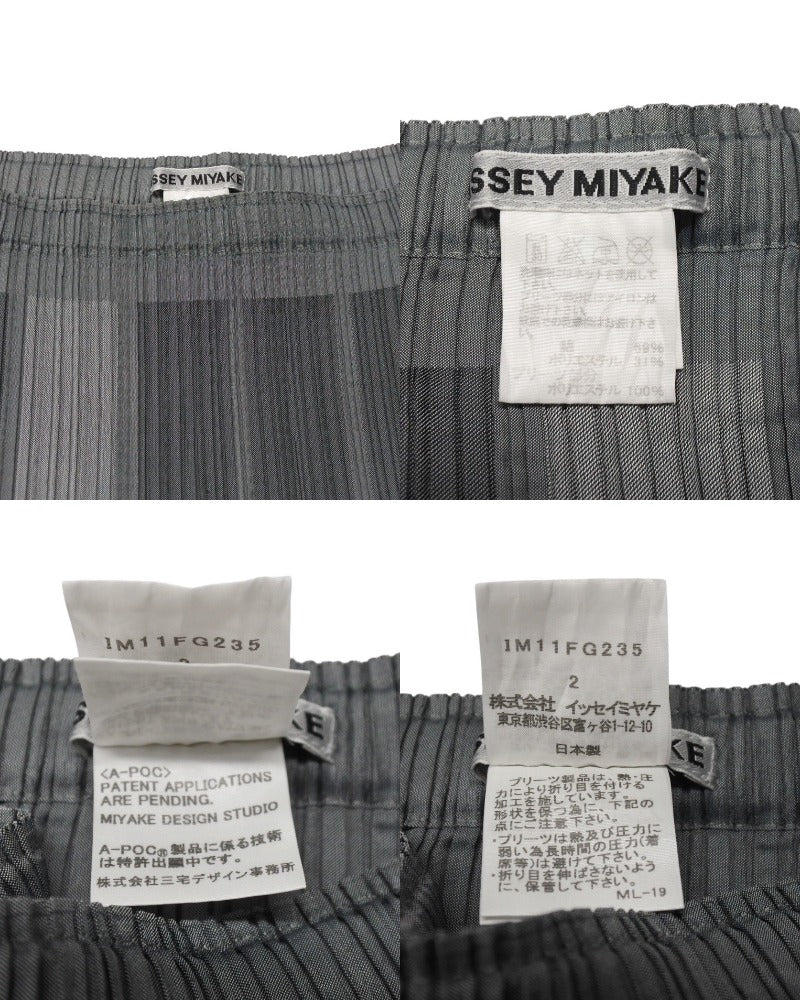 SSEY MIYAKE
SSEY MIYAKE
綿 69%
ポリエステル 31%
ポリエステル 100%
IM11FG235
2
KE
<A-POC>
PATENT APPLICATIONS
ARE PENDING.
MIYAKE DESIGN STUDIO
A-POC®製品に係る技術
は特許出願中です。
株式会社三宅デザイン事務所
IM11FG235
2
株式会社 イッセイミヤケ
東京都渋谷区富ヶ谷1-12-10
日本製
KE
プリーツ製品は、熱・圧
力により折り目を付ける
加工を施しています。
形状を保つ為に、下記の
点にご注意下さい。
・プリーツは熱及び圧力に
弱い為長時間の圧力(着
席等)は避けて下さい。
・折り目を伸ばさないよう
に、保管して下さい。
ML-19